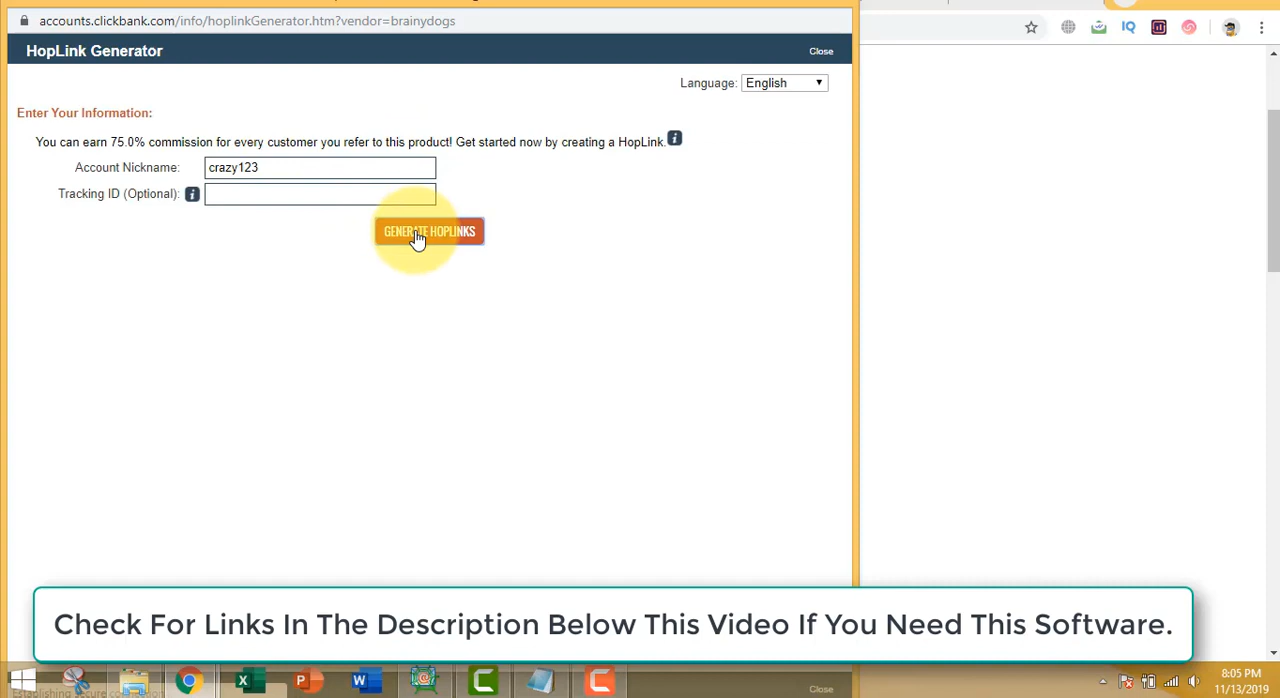 accounts.clickbank.com/info/hoplinkGenerator.htm?vendor=brainydogs
HopLink Generator
Close
Language: English
Enter Your Information:
You can earn 75.0% commission for every customer you refer to this product! Get started now by creating a HopLink.
Account Nickname: crazy123
Tracking ID (Optional):
GENERATE HOPLINKS
IQ
Check For Links In The Description Below This Video If You Need This Software.
Close
8:05 PM
11/13/2019